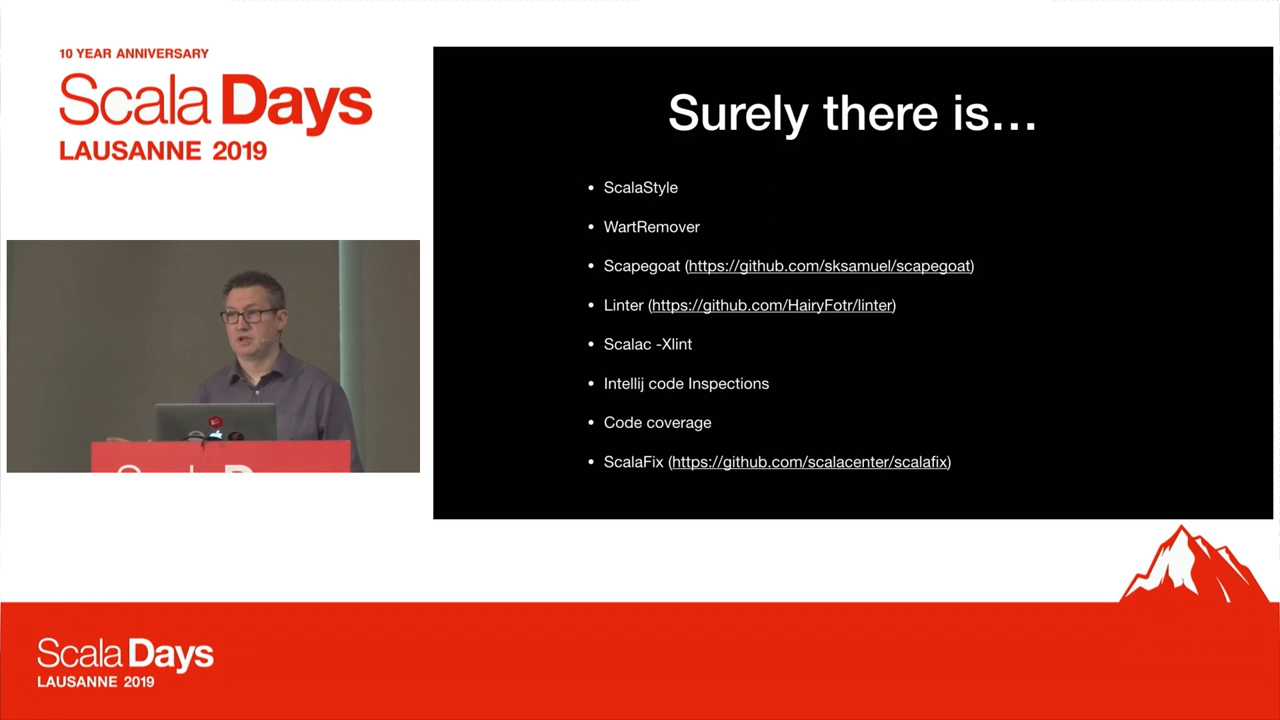 10 YEAR ANNIVERSARY
Scala Days
LAUSANNE 2019
Surely there is…
• ScalaStyle
• WartRemover
• Scapegoat (https://github.com/sksamuel/scapegoat)
• Linter (https://github.com/HairyFotr/linter)
• Scalac -Xlint
• Intellij code Inspections
• Code coverage
• ScalaFix (https://github.com/scalacenter/scalafix)
Scala Days
Scala Days
LAUSANNE 2019